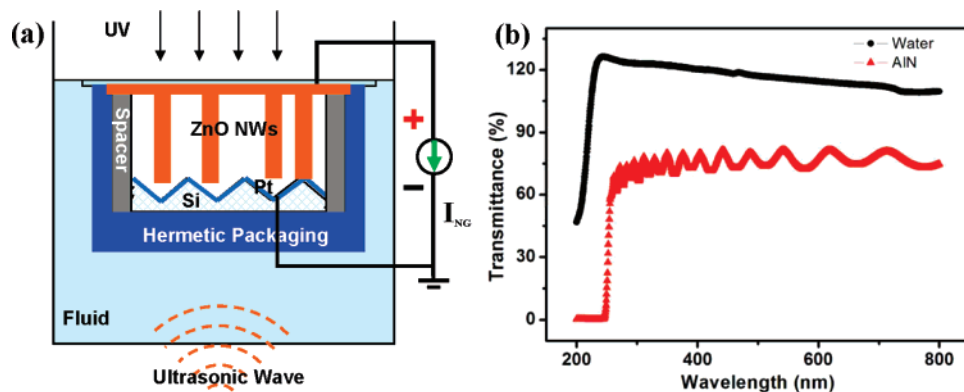 (a)
UV
ZnO NWs
Spacer
+
Pt
Si
−
I_NG
Hermetic Packaging
Fluid
Ultrasonic Wave
(b)
Water
AlN
Transmittance (%)
120
90
60
30
0
200
400
600
800
Wavelength (nm)